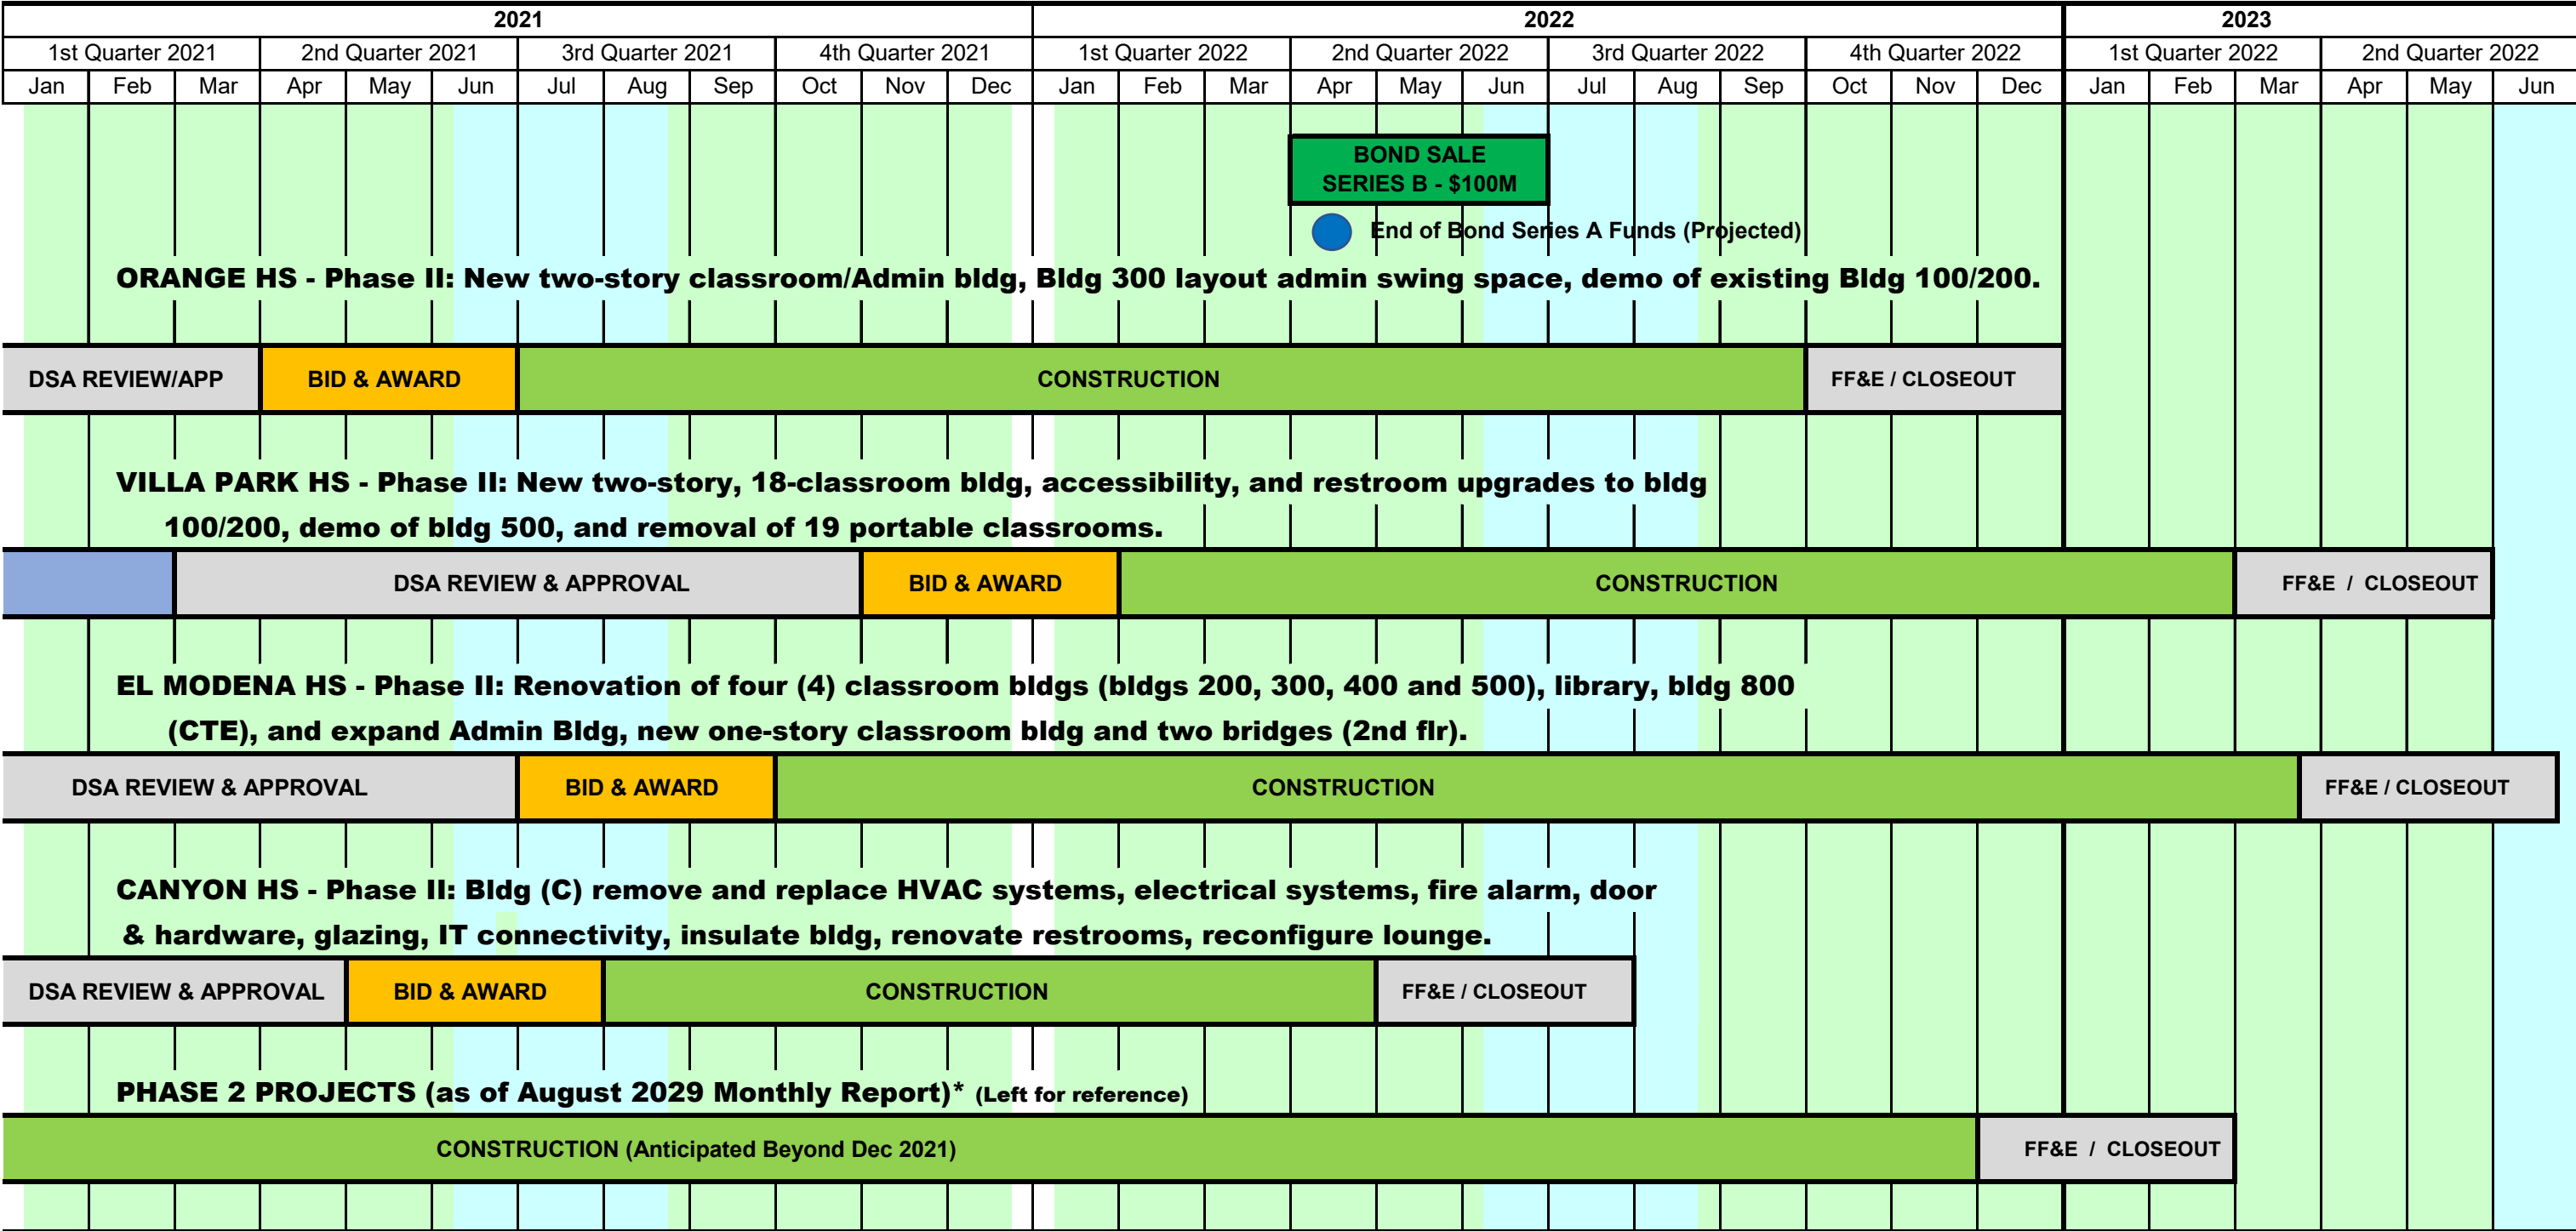 2021 2022 2023
1st Quarter 2021 2nd Quarter 2021 3rd Quarter 2021 4th Quarter 2021 1st Quarter 2022 2nd Quarter 2022 3rd Quarter 2022 4th Quarter 2022 1st Quarter 2022 2nd Quarter 2022
Jan Feb Mar Apr May Jun Jul Aug Sep Oct Nov Dec Jan Feb Mar Apr May Jun Jul Aug Sep Oct Nov Dec Jan Feb Mar Apr May Jun
BOND SALE
SERIES B - $100M
End of Bond Series A Funds (Projected)
ORANGE HS - Phase II: New two-story classroom/Admin bldg, Bldg 300 layout admin swing space, demo of existing Bldg 100/200.
DSA REVIEW/APP BID & AWARD CONSTRUCTION FF&E / CLOSEOUT
VILLA PARK HS - Phase II: New two-story, 18-classroom bldg, accessibility, and restroom upgrades to bldg
100/200, demo of bldg 500, and removal of 19 portable classrooms.
DSA REVIEW & APPROVAL BID & AWARD CONSTRUCTION FF&E / CLOSEOUT
EL MODENA HS - Phase II: Renovation of four (4) classroom bldgs (bldgs 200, 300, 400 and 500), library, bldg 800
(CTE), and expand Admin Bldg, new one-story classroom bldg and two bridges (2nd flr).
DSA REVIEW & APPROVAL BID & AWARD CONSTRUCTION FF&E / CLOSEOUT
CANYON HS - Phase II: Bldg (C) remove and replace HVAC systems, electrical systems, fire alarm, door
& hardware, glazing, IT connectivity, insulate bldg, renovate restrooms, reconfigure lounge.
DSA REVIEW & APPROVAL BID & AWARD CONSTRUCTION FF&E / CLOSEOUT
PHASE 2 PROJECTS (as of August 2029 Monthly Report)* (Left for reference)
CONSTRUCTION (Anticipated Beyond Dec 2021) FF&E / CLOSEOUT